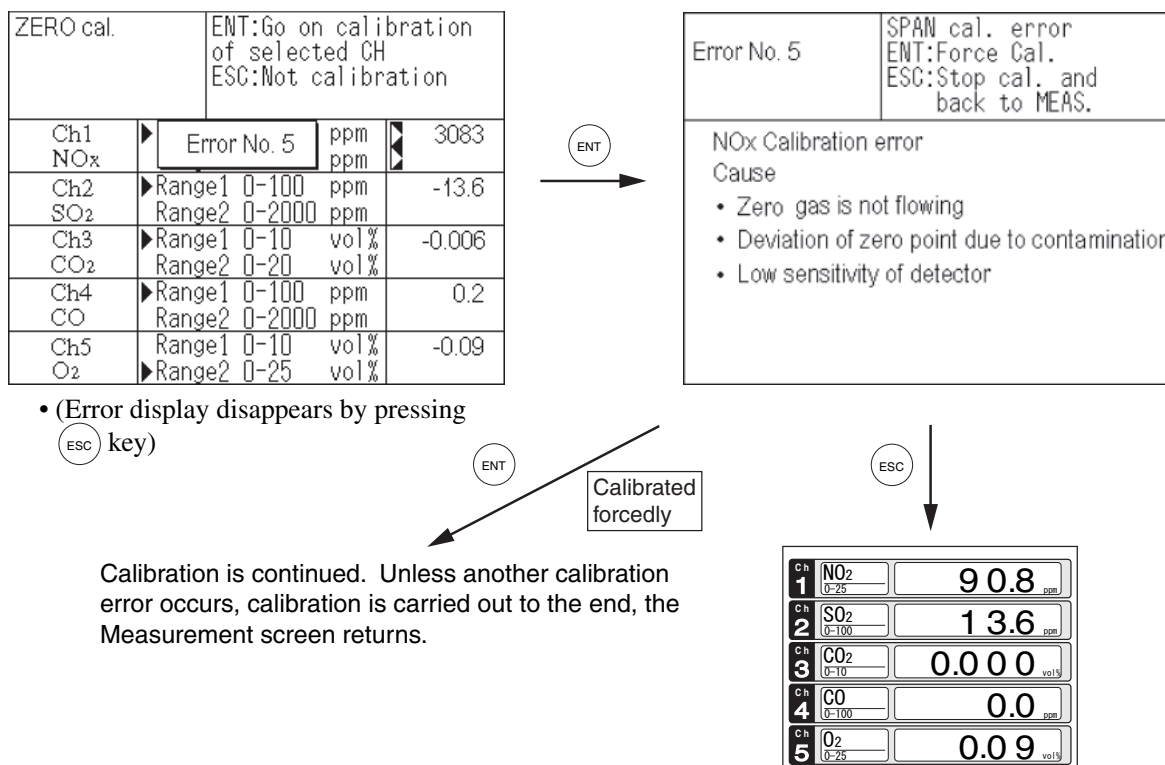 ZERO cal.
ENT:Go on calibration
of selected CH
ESC:Not calibration
Ch1
NOx
Error No. 5
ppm
ppm
3083
Ch2
SO2
Range1 0-100 ppm
Range2 0-2000 ppm
-13.6
Ch3
CO2
Range1 0-10 vol%
Range2 0-20 vol%
-0.006
Ch4
CO
Range1 0-100 ppm
Range2 0-2000 ppm
0.2
Ch5
O2
Range1 0-10 vol%
Range2 0-25 vol%
-0.09
• (Error display disappears by pressing
ESC key)
ENT
Error No. 5
SPAN cal. error
ENT:Force Cal.
ESC:Stop cal. and
back to MEAS.
NOx Calibration error
Cause
• Zero gas is not flowing
• Deviation of zero point due to contamination
• Low sensitivity of detector
ENT
Calibrated
forcedly
ESC
Calibration is continued. Unless another calibration
error occurs, calibration is carried out to the end, the
Measurement screen returns.
Ch 1 NO2 0-25 90.8 ppm
Ch 2 SO2 0-100 13.6 ppm
Ch 3 CO2 0-10 0.000 vol%
Ch 4 CO 0-100 0.0 ppm
Ch 5 O2 0-25 0.09 vol%